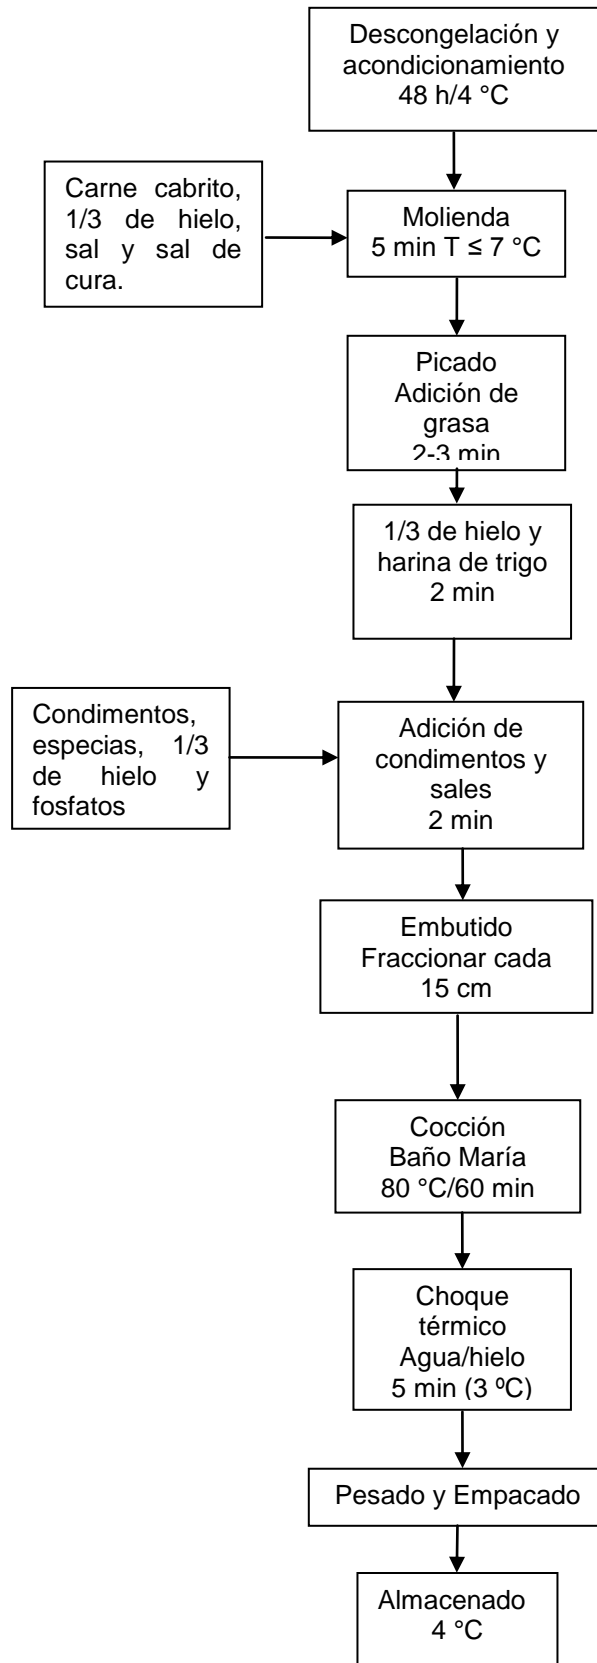 Descongelación y
acondicionamiento
48 h/4 °C
Carne cabrito,
1/3 de hielo,
sal y sal de
cura.
Molienda
5 min T ≤ 7 °C
Picado
Adición de
grasa
2-3 min
1/3 de hielo y
harina de trigo
2 min
Condimentos,
especias, 1/3
de hielo y
fosfatos
Adición de
condimentos y
sales
2 min
Embutido
Fraccionar cada
15 cm
Cocción
Baño María
80 °C/60 min
Choque
térmico
Agua/hielo
5 min (3 ºC)
Pesado y Empacado
Almacenado
4 °C